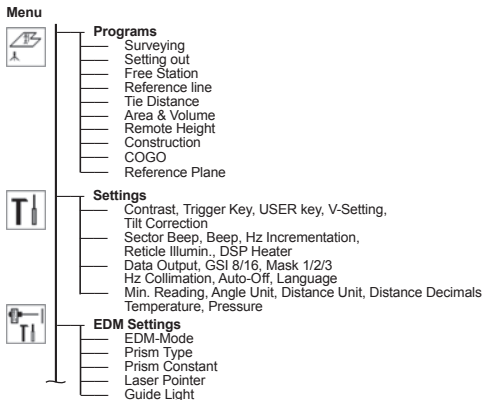 Menu
Programs
Surveying
Setting out
Free Station
Reference line
Tie Distance
Area & Volume
Remote Height
Construction
COGO
Reference Plane
Settings
Contrast, Trigger Key, USER key, V-Setting,
Tilt Correction
Sector Beep, Beep, Hz Incrementation,
Reticle Illumin., DSP Heater
Data Output, GSI 8/16, Mask 1/2/3
Hz Collimation, Auto-Off, Language
Min. Reading, Angle Unit, Distance Unit, Distance Decimals
Temperature, Pressure
EDM Settings
EDM-Mode
Prism Type
Prism Constant
Laser Pointer
Guide Light